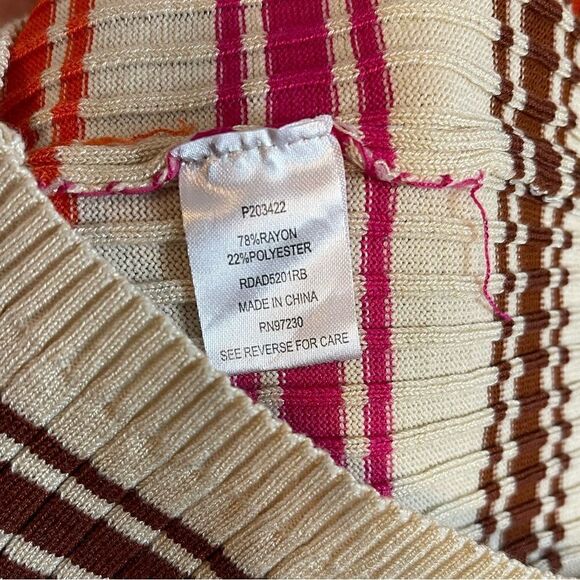 P203422
78%RAYON
22%POLYESTER
RDAD5201RB
MADE IN CHINA
RN97230
SEE REVERSE FOR CARE